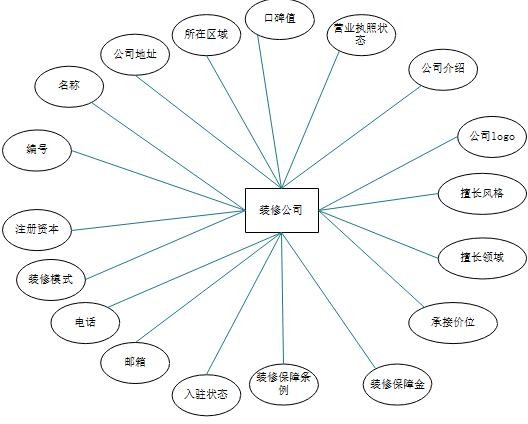 口碑值
所在区域
营业执照状
态
公司地址
公司介绍
名称
公司logo
编号
擅长风格
装修公司
注册资本
擅长领域
装修模式
电话
承接价位
邮箱
装修保障条
例
装修保障金
入驻状态